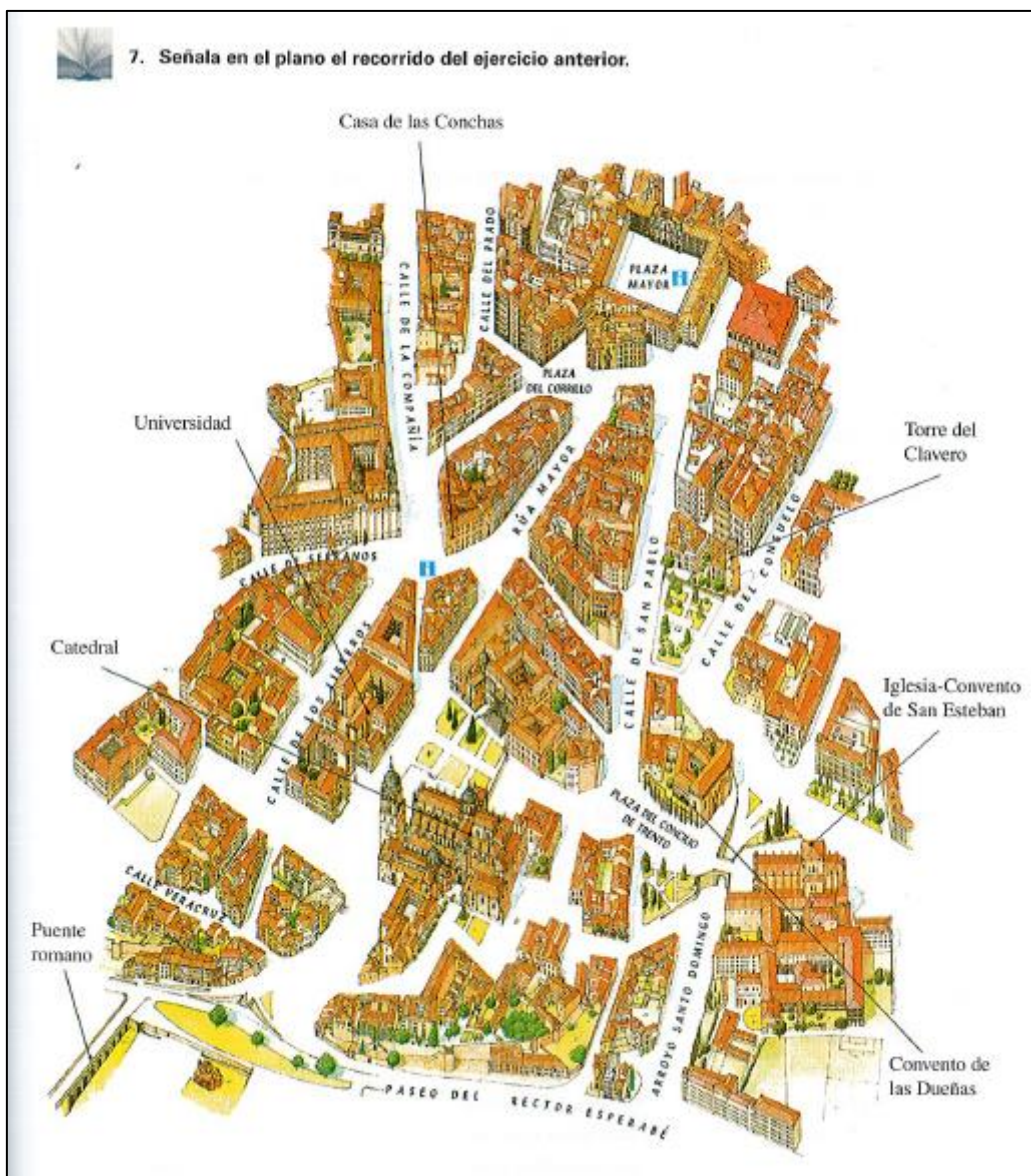 7. Señala en el plano el recorrido del ejercicio anterior.
Casa de las Conchas
CALLE DEL PRADO
PLAZA
MAYOR
i
CALLE DE LA COMPAÑÍA
PLAZA
DEL CORRILLO
Universidad
RÚA MAYOR
Torre del
Clavero
CALLE DE SERRANOS
i
CALLE DE SAN PABLO
CALLE DEL CONSUELO
Catedral
CALLE DE LOS LIBREROS
Iglesia-Convento
de San Esteban
PLAZA DEL CONCILIO
DE TRENTO
CALLE VERACRUZ
Puente
romano
ARROYO SANTO DOMINGO
Convento de
las Dueñas
PASEO DEL RECTOR ESPERABÉ